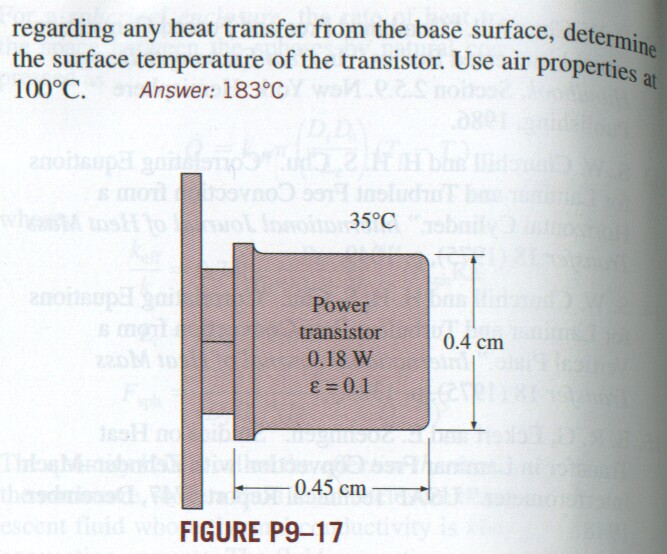 regarding any heat transfer from the base surface, determine
the surface temperature of the transistor. Use air properties at
100°C. Answer: 183°C
35°C
Power
transistor
0.18 W
ε = 0.1
0.4 cm
0.45 cm
FIGURE P9–17